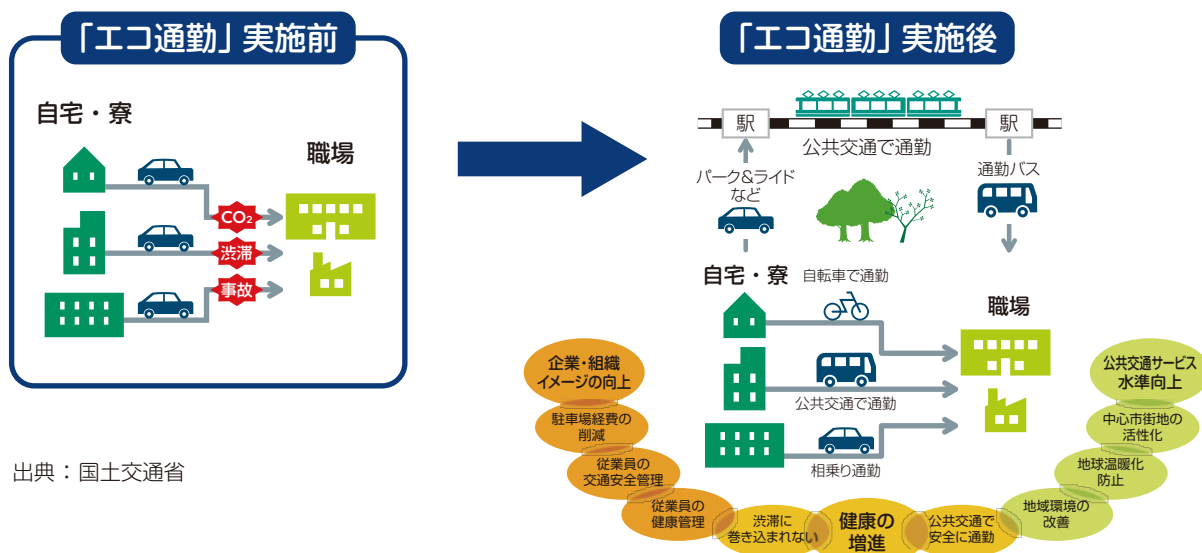 「エコ通勤」実施前
自宅・寮
職場
CO₂
渋滞
事故
出典：国土交通省
「エコ通勤」実施後
駅
駅
公共交通で通勤
パーク&ライド
など
通勤バス
自宅・寮
自転車で通勤
職場
公共交通で通勤
相乗り通勤
企業・組織
イメージの向上
駐車場経費の
削減
従業員の
交通安全管理
従業員の
健康管理
渋滞に
巻き込まれない
健康の
増進
公共交通で
安全に通勤
地域環境の
改善
地球温暖化
防止
中心市街地の
活性化
公共交通サービス
水準向上